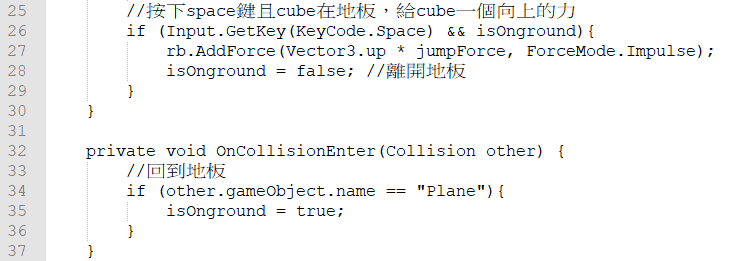 25         //按下space鍵且cube在地板，給cube一個向上的力
26         if (Input.GetKey(KeyCode.Space) && isOnground){
27             rb.AddForce(Vector3.up * jumpForce, ForceMode.Impulse);
28             isOnground = false; //離開地板
29         }
30     }
31
32     private void OnCollisionEnter(Collision other) {
33         //回到地板
34         if (other.gameObject.name == "Plane"){
35             isOnground = true;
36         }
37     }